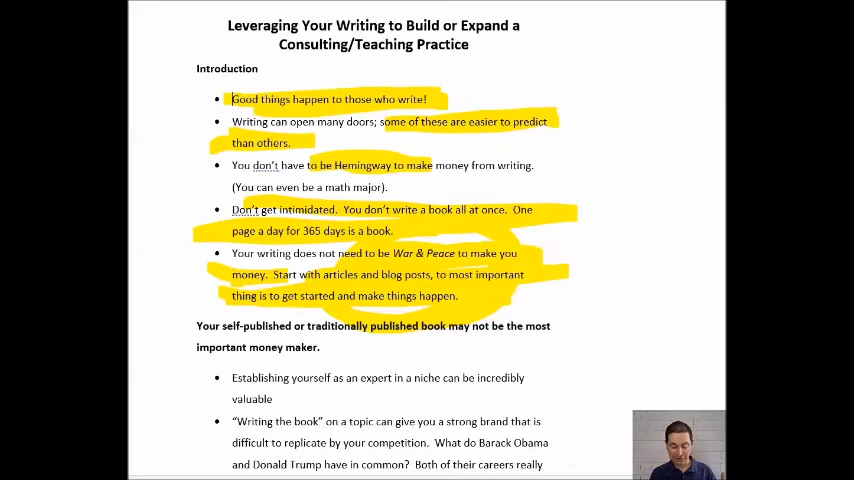 Leveraging Your Writing to Build or Expand a
Consulting/Teaching Practice
Introduction
• Good things happen to those who write!
• Writing can open many doors; some of these are easier to predict
than others.
• You don't have to be Hemingway to make money from writing.
(You can even be a math major).
• Don't get intimidated.  You don't write a book all at once.  One
page a day for 365 days is a book.
• Your writing does not need to be War & Peace to make you
money.  Start with articles and blog posts, to most important
thing is to get started and make things happen.
Your self-published or traditionally published book may not be the most
important money maker.
• Establishing yourself as an expert in a niche can be incredibly
valuable
• “Writing the book” on a topic can give you a strong brand that is
difficult to replicate by your competition.  What do Barack Obama
and Donald Trump have in common?  Both of their careers really